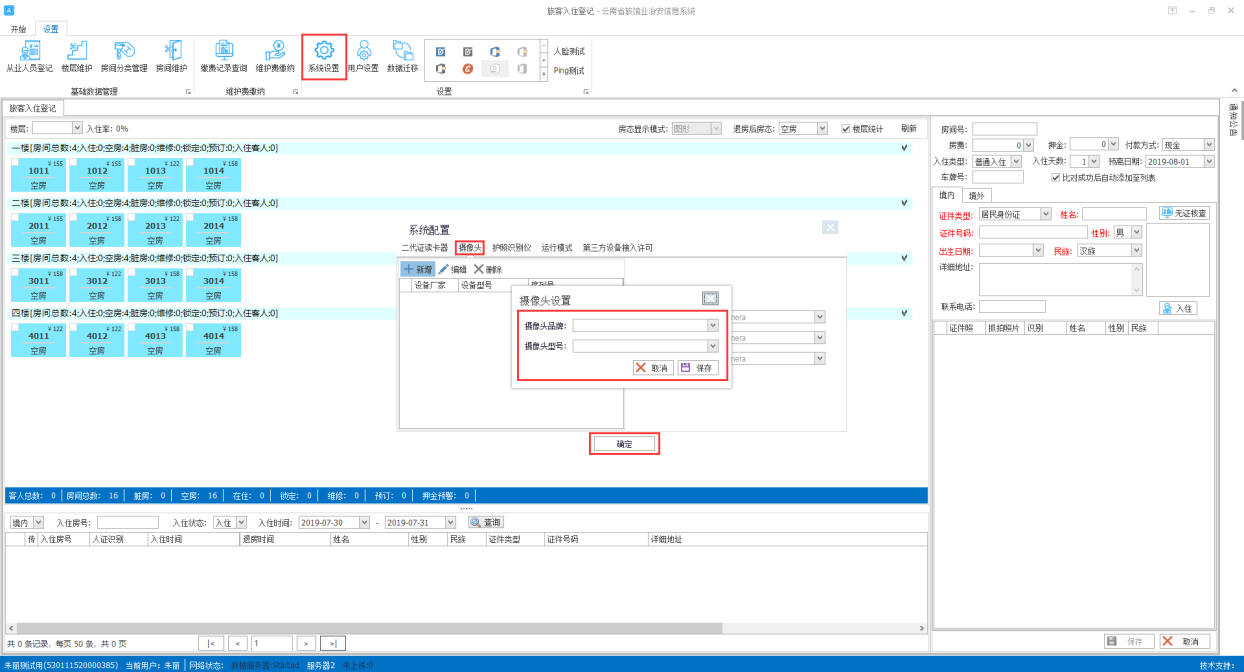 旅客入住登记 - 云南省旅馆业治安信息系统
开始 设置
从业人员登记 楼层维护 房间分类管理 房间维护 缴费记录查询 维护费缴纳 系统设置 用户设置 数据迁移 人脸测试
Ping测试
基础数据管理 维护费缴纳 设置
旅客入住登记
通知公告
楼层: 入住率: 0% 房态显示模式: 图形 退房后房态: 空房 楼层统计 刷新
一楼[房间总数:4;入住:0;空房:4;脏房:0;维修:0;锁定:0;预订:0;入住客人:0]
¥ 155 ¥ 155 ¥ 122 ¥ 158
1011 1012 1013 1014
空房 空房 空房 空房
二楼[房间总数:4;入住:0;空房:4;脏房:0;维修:0;锁定:0;预订:0;入住客人:0]
¥ 155 ¥ 158 ¥ 122 ¥ 158
2011 2012 2013 2014
空房 空房 空房 空房
三楼[房间总数:4;入住:0;空房:4;脏房:0;维修:0;锁定:0;预订:0;入住客人:0]
¥ 158 ¥ 122 ¥ 158 ¥ 158
3011 3012 3013 3014
空房 空房 空房 空房
四楼[房间总数:4;入住:0;空房:4;脏房:0;维修:0;锁定:0;预订:0;入住客人:0]
¥ 122 ¥ 122 ¥ 158 ¥ 158
4011 4012 4013 4014
空房 空房 空房 空房
系统配置
二代证读卡器 摄像头 护照识别仪 运行模式 第三方设备接入许可
新增 编辑 删除
设备厂家 设备型号 序列号
摄像头设置
摄像头品牌:
摄像头型号:
取消 保存
mera
mera
mera
确定
房间号:
房费: 0 押金: 0 付款方式: 现金
入住类型: 普通入住 入住天数: 1 预离日期: 2019-08-01
车牌号: 比对成功后自动添加至列表
境内 境外
证件类型: 居民身份证 姓名: 无证核查
证件号码: 性别: 男
出生日期: 民族: 汉族
详细地址:
联系电话: 入住
证件照 抓拍照片 识别 姓名 性别 民族
客人总数: 0 房间总数: 16 脏房: 0 空房: 16 在住: 0 锁定: 0 维修: 0 预订: 0 押金预警: 0
境内 入住房号: 入住状态: 入住 入住时间: 2019-07-30 - 2019-07-31 查询
传 入住房号 人证识别 入住时间 退房时间 姓名 性别 民族 证件类型 证件号码 详细地址
共 0 条记录, 每页 50 条, 共 0 页 |< < 1 > >|
保存 取消
朱丽测试用(530111520000385) 当前用户: 朱丽 网络状态: 数据服务器:Started 服务器2 未上传:0 技术支持: